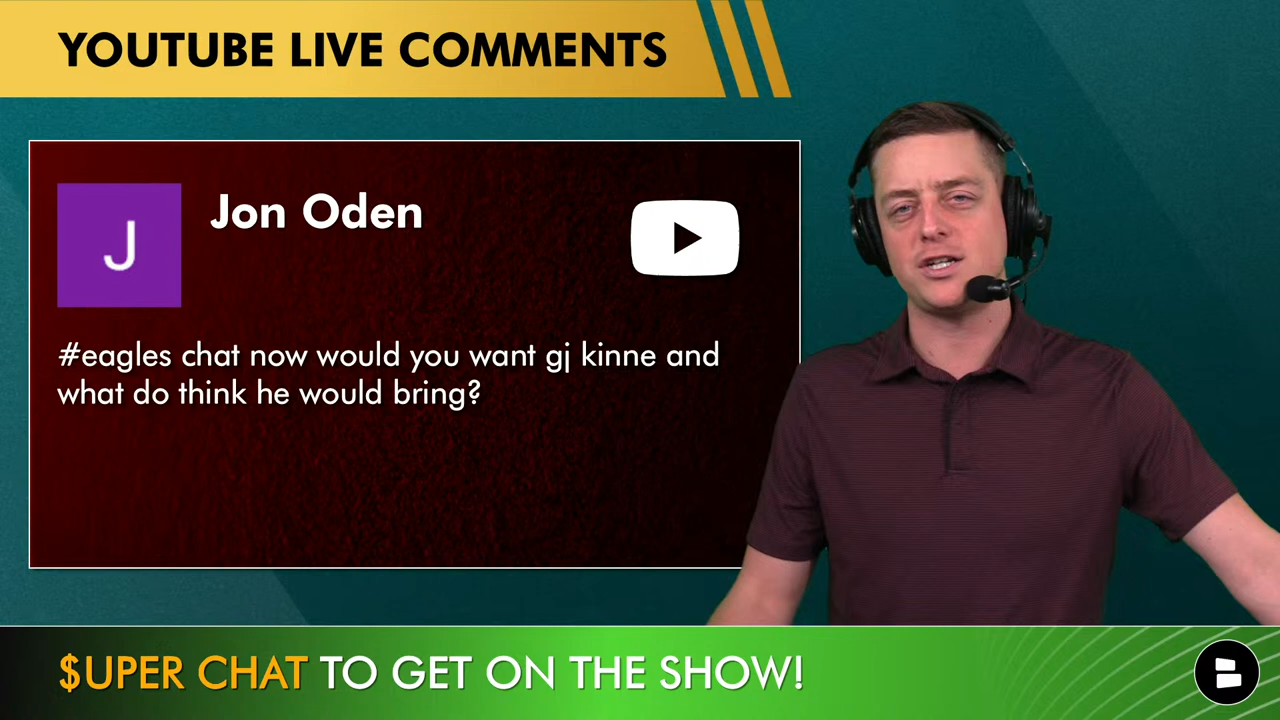 YOUTUBE LIVE COMMENTS
J
Jon Oden
#eagles chat now would you want gj kinne and
what do think he would bring?
$UPER CHAT TO GET ON THE SHOW!